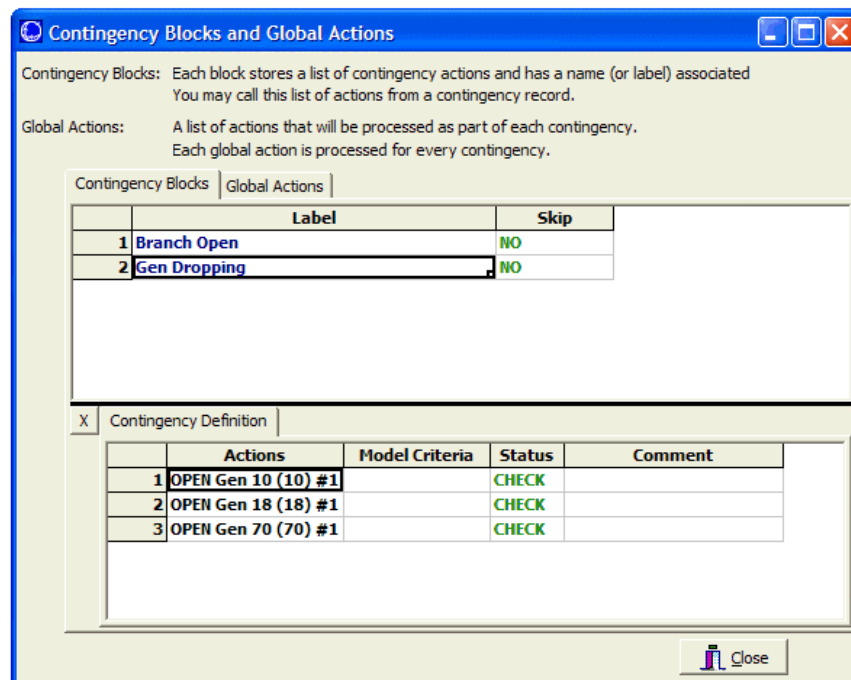 Contingency Blocks and Global Actions
Contingency Blocks: Each block stores a list of contingency actions and has a name (or label) associated
You may call this list of actions from a contingency record.
Global Actions: A list of actions that will be processed as part of each contingency.
Each global action is processed for every contingency.
Contingency Blocks Global Actions
Label Skip
1 Branch Open NO
2 Gen Dropping NO
X Contingency Definition
Actions Model Criteria Status Comment
1 OPEN Gen 10 (10) #1 CHECK
2 OPEN Gen 18 (18) #1 CHECK
3 OPEN Gen 70 (70) #1 CHECK
Close